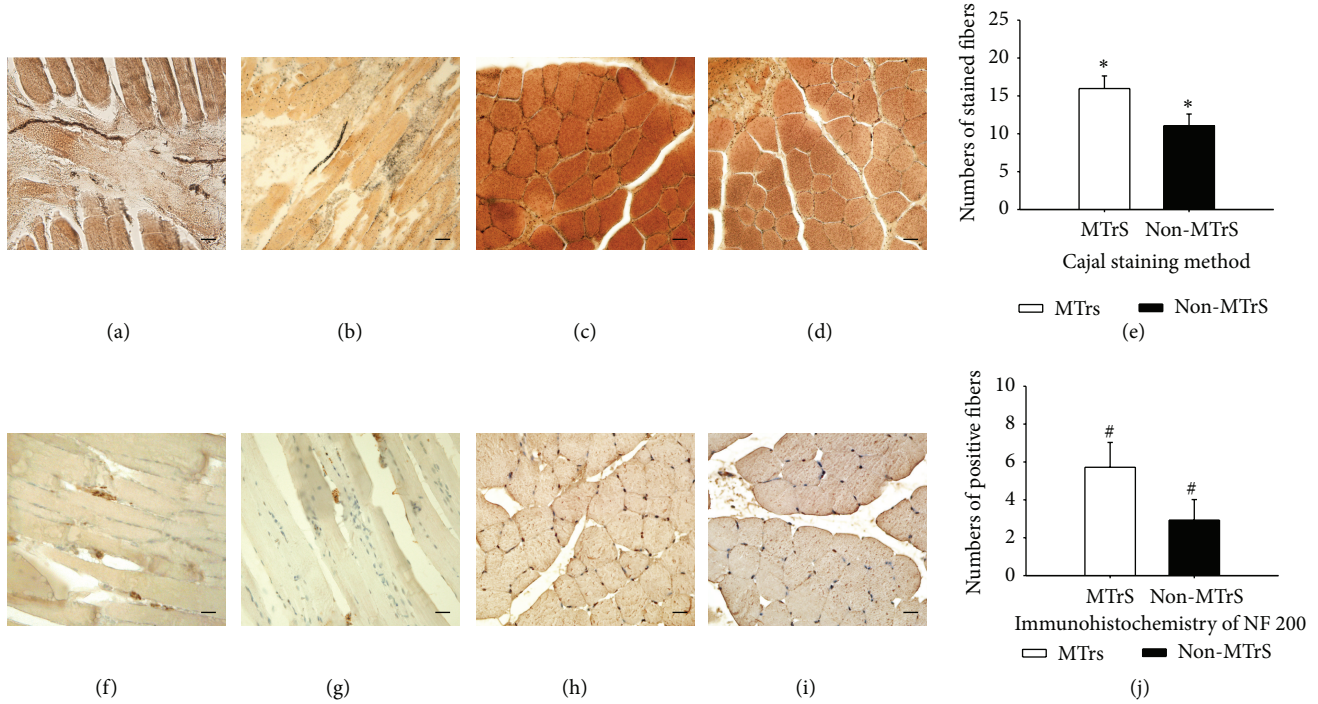 25
20
15
10
5
0
Numbers of stained fibers
*
*
MTrS Non-MTrS
Cajal staining method
MTrs Non-MTrS
(a) (b) (c) (d) (e)
10
8
6
4
2
0
Numbers of positive fibers
#
#
MTrS Non-MTrS
Immunohistochemistry of NF 200
MTrs Non-MTrS
(f) (g) (h) (i) (j)